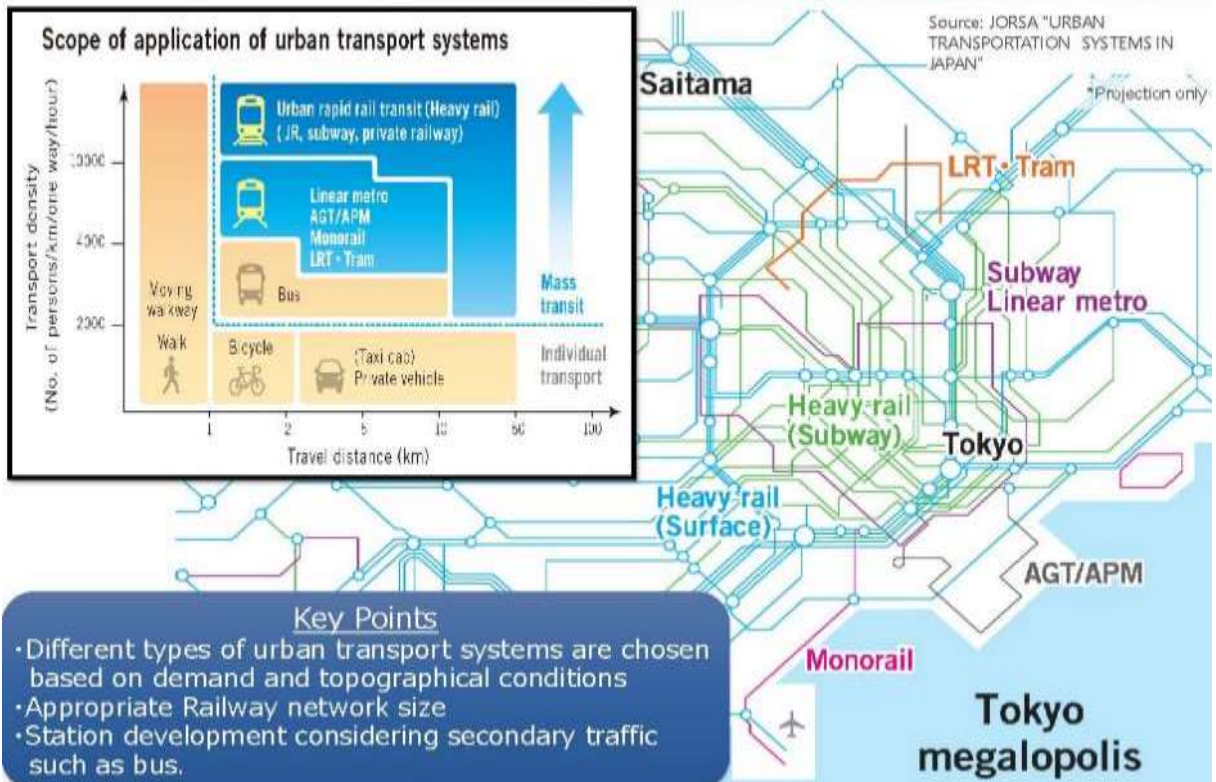 Scope of application of urban transport systems
Transport density
(No. of persons/km/one way/hour)
10000
4000
2000
Urban rapid rail transit (Heavy rail)
(JR, subway, private railway)
Linear metro
AGT/APM
Monorail
LRT・Tram
Bus
Moving
walkway
Walk
Bicycle
(Taxi cab)
Private vehicle
Mass
transit
Individual
transport
1
2
5
10
50
100
Travel distance (km)
Source: JORSA "URBAN
TRANSPORTATION SYSTEMS IN
JAPAN"
*Projection only
Saitama
LRT・Tram
Subway
Linear metro
Heavy rail
(Subway)
Tokyo
Heavy rail
(Surface)
AGT/APM
Monorail
Tokyo
megalopolis
Key Points
・Different types of urban transport systems are chosen
based on demand and topographical conditions
・Appropriate Railway network size
・Station development considering secondary traffic
such as bus.